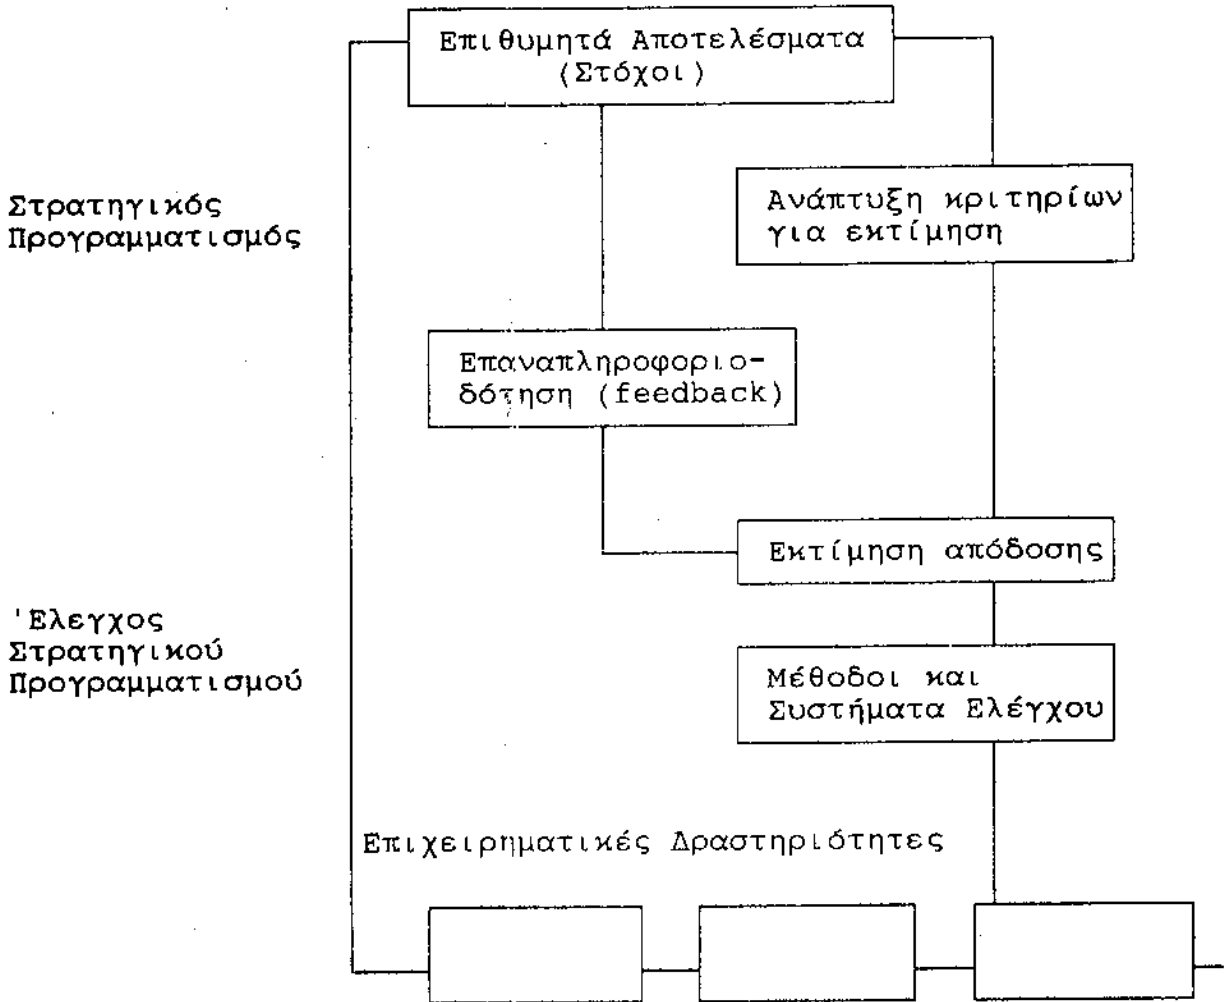 Επιθυμητά Αποτελέσματα
(Στόχοι)
Στρατηγικός
Προγραμματισμός
Ανάπτυξη κριτηρίων
για εκτίμηση
Επαναπληροφοριο-
δότηση (feedback)
Εκτίμηση απόδοσης
'Ελεγχος
Στρατηγικού
Προγραμματισμού
Μέθοδοι και
Συστήματα Ελέγχου
Επιχειρηματικές Δραστηριότητες